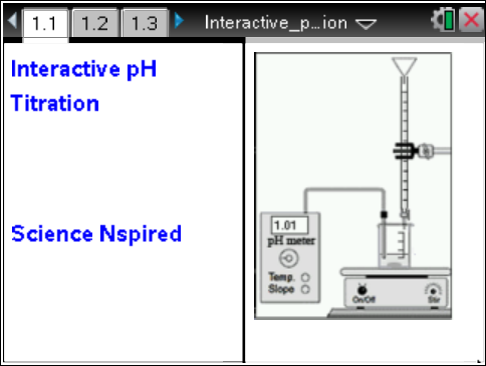 1.1 1.2 1.3 Interactive_p...ion
Interactive pH
Titration
Science Nspired
1.01
pH meter
Temp.
Slope
On/Off Stir